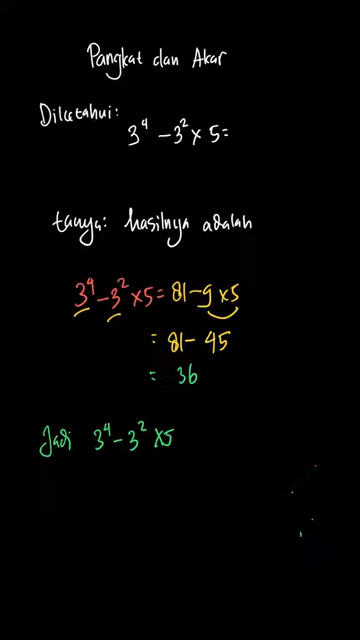 Pangkat dan Akar
Diketahui:
3⁴ – 3² × 5 =
tanya: hasilnya adalah
3⁴ – 3² × 5 = 81 – 9 × 5
= 81 – 45
= 36
Jadi 3⁴ – 3² × 5